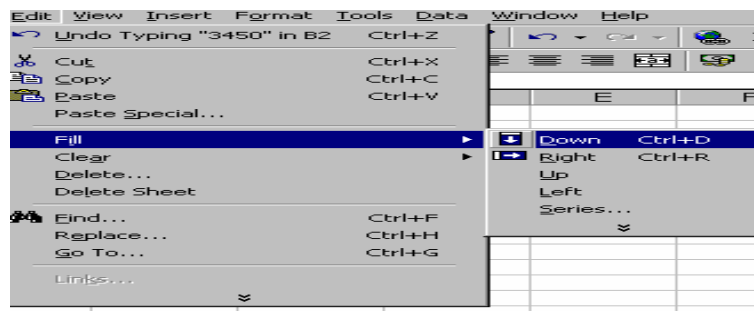 Edit View Insert Format Tools Data Window Help
Undo Typing "3450" in B2 Ctrl+Z
Cut Ctrl+X
Copy Ctrl+C
Paste Ctrl+V
Paste Special...
E F
Fill
Down Ctrl+D
Clear
Right Ctrl+R
Delete...
Up
Delete Sheet
Left
Series...
Find... Ctrl+F
Replace... Ctrl+H
Go To... Ctrl+G
Links...